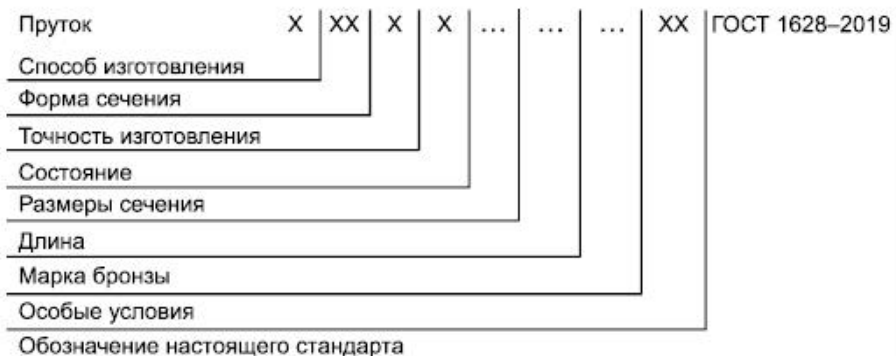 Пруток X XX X X ... ... ... XX ГОСТ 1628–2019
Способ изготовления
Форма сечения
Точность изготовления
Состояние
Размеры сечения
Длина
Марка бронзы
Особые условия
Обозначение настоящего стандарта